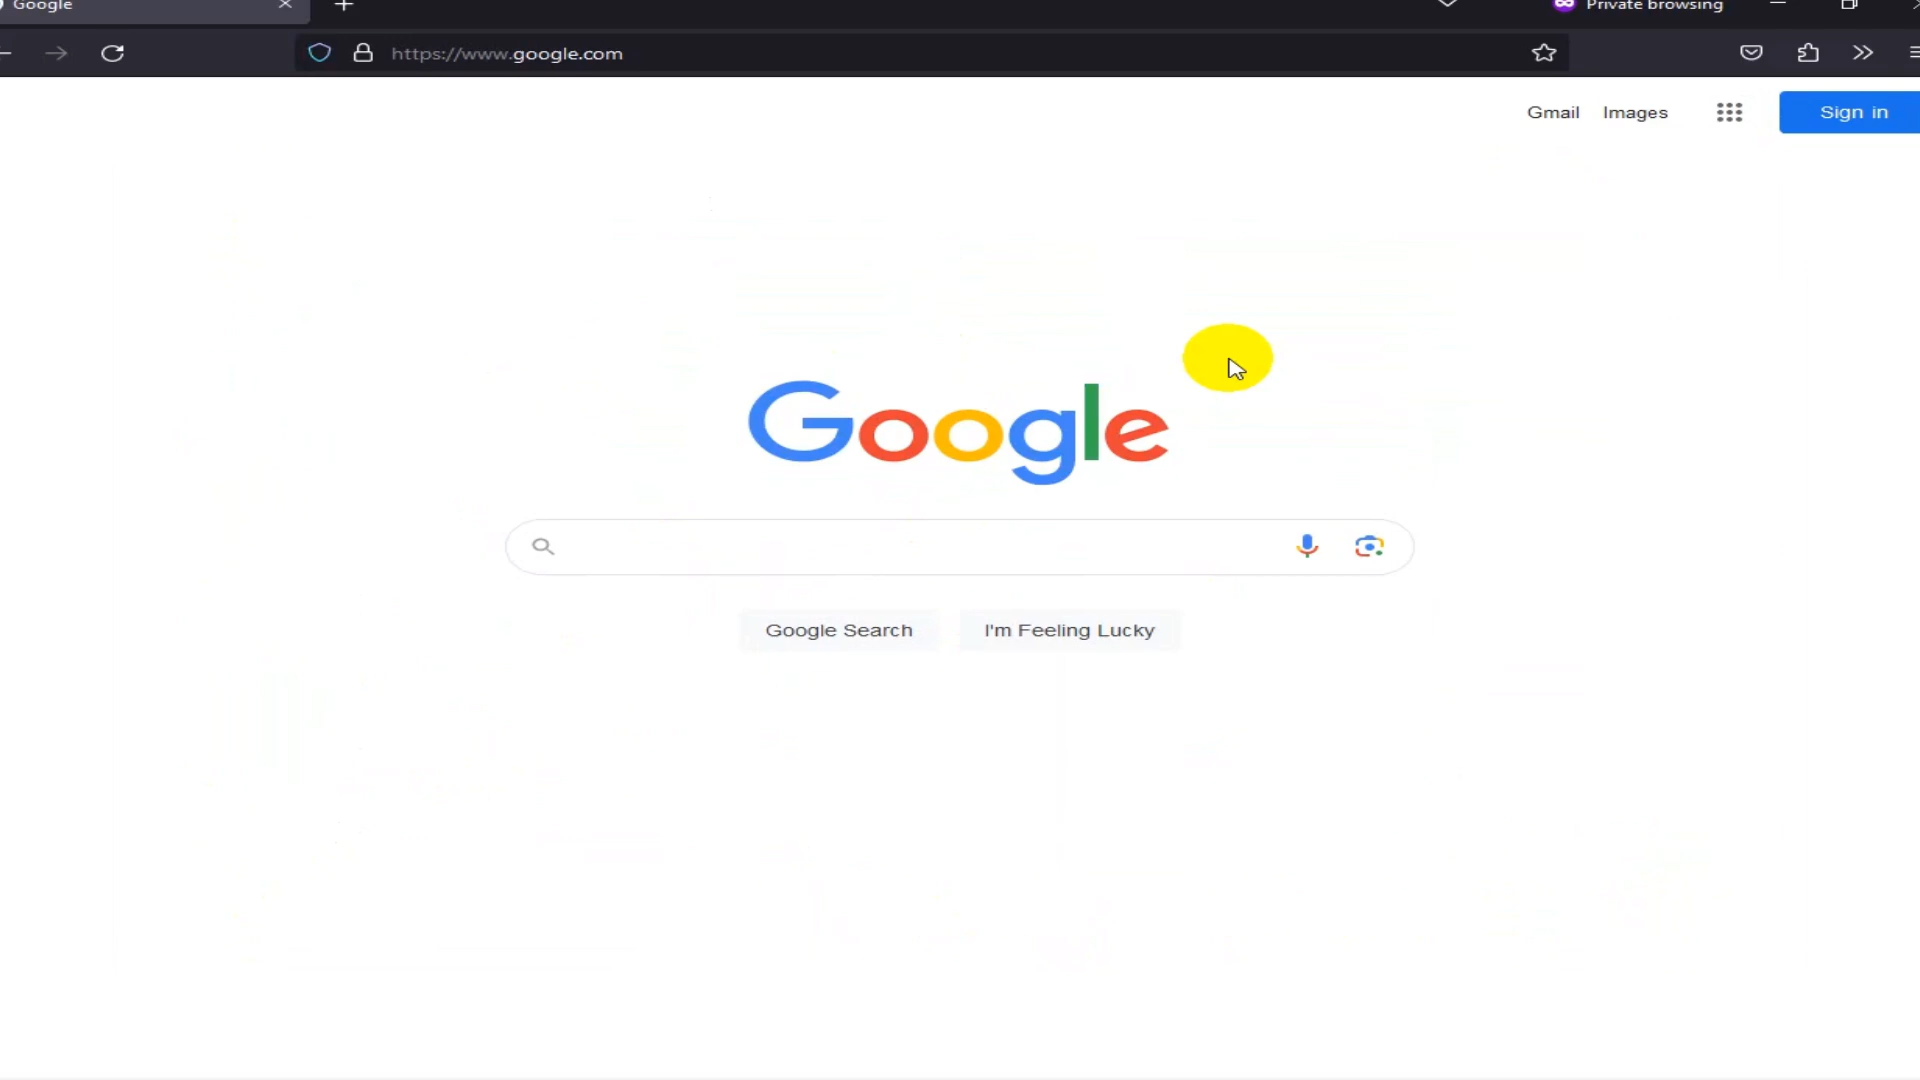 Google
Private browsing
https://www.google.com
Gmail Images Sign in
Google
Google Search I'm Feeling Lucky